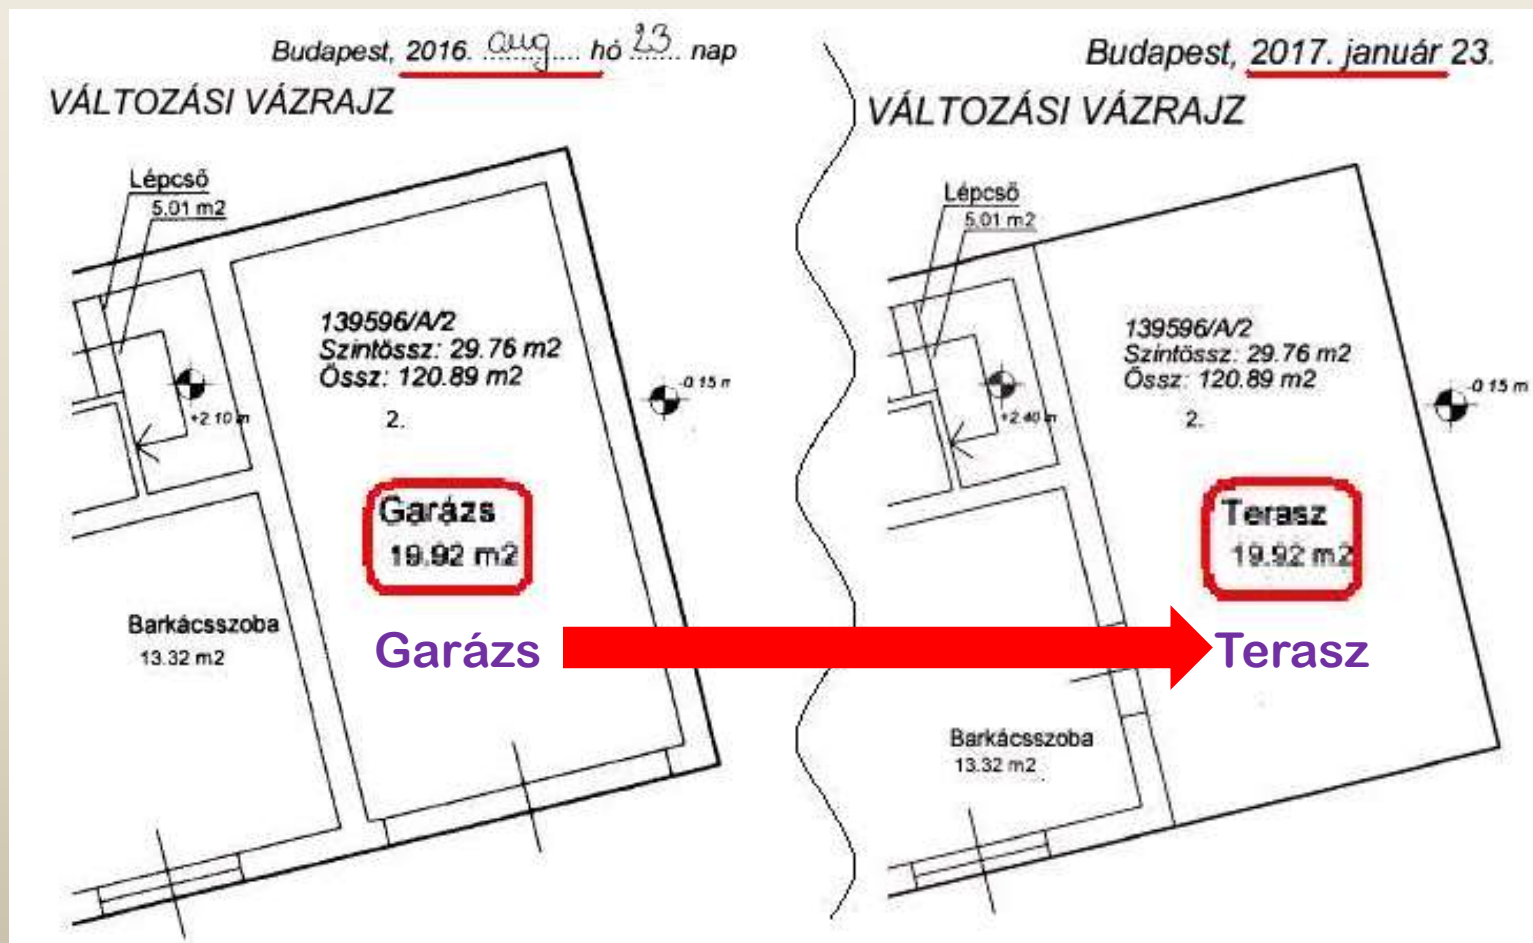 Budapest, 2016. aug hó 23 nap
VÁLTOZÁSI VÁZRAJZ
Lépcső
5.01 m2
139596/A/2
Szintössz: 29.76 m2
Össz: 120.89 m2
2.
+2.10 m
-0.15 m
Garázs
19.92 m2
Barkácsszoba
13.32 m2
Garázs
Budapest, 2017. január 23.
VÁLTOZÁSI VÁZRAJZ
Lépcső
5.01 m2
139596/A/2
Szintössz: 29.76 m2
Össz: 120.89 m2
2.
+2.40 m
-0.15 m
Terasz
19.92 m2
Terasz
Barkácsszoba
13.32 m2